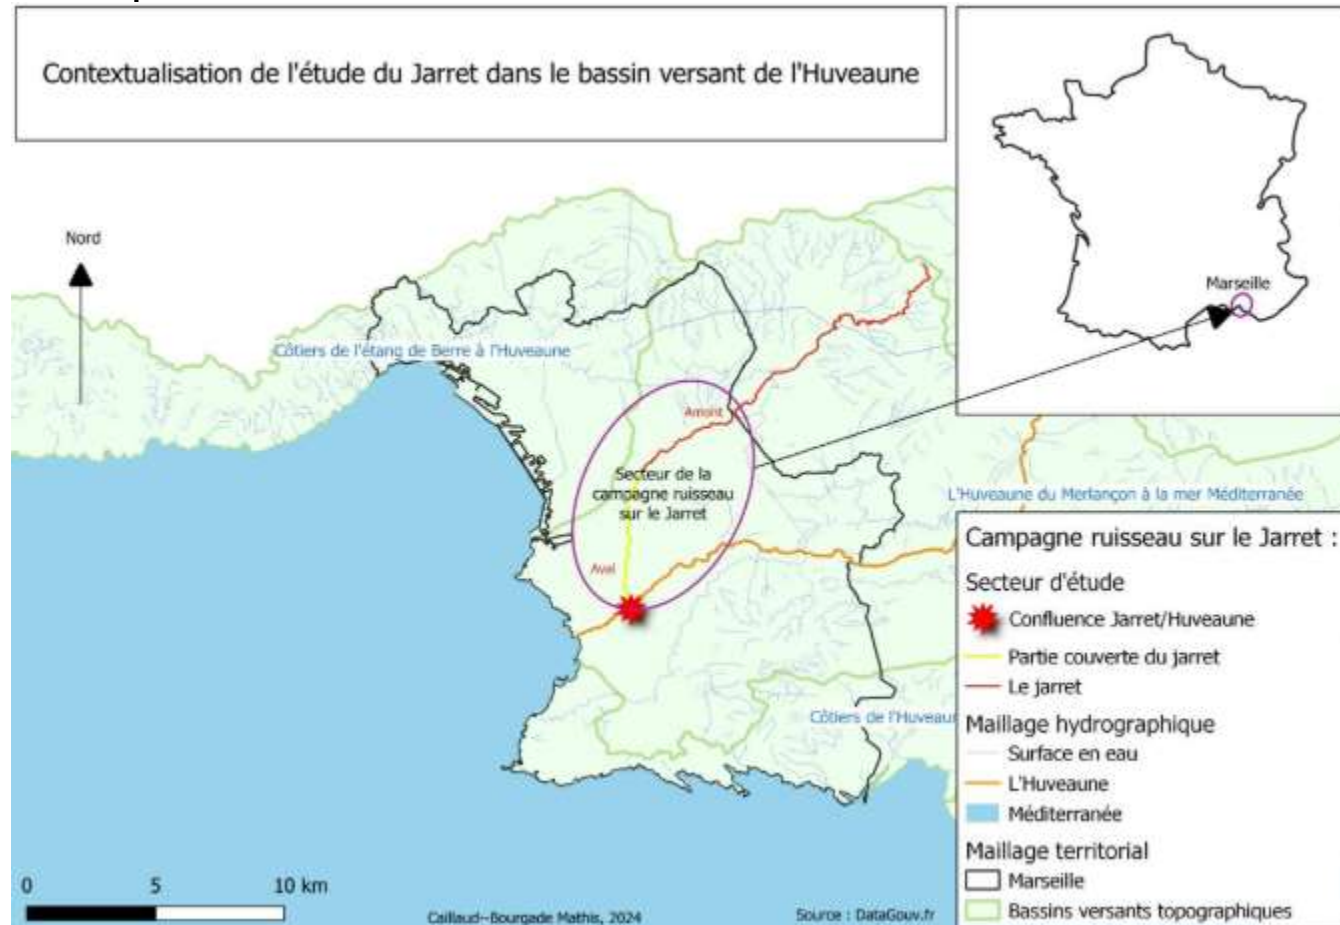 Contextualisation de l'étude du Jarret dans le bassin versant de l'Huveaune
Nord
Marseille
Côtiers de l'étang de Berre à l'Huveaune
Amont
Secteur de la
campagne ruisseau
sur le Jarret
L'Huveaune du Merlançon à la mer Méditerranée
Aval
Côtiers de l'Huveaun
Campagne ruisseau sur le Jarret :
Secteur d'étude
Confluence Jarret/Huveaune
Partie couverte du jarret
Le jarret
Maillage hydrographique
Surface en eau
L'Huveaune
Méditerranée
Maillage territorial
Marseille
Bassins versants topographiques
0 5 10 km
Caillaud--Bourgade Mathis, 2024
Source : DataGouv.fr